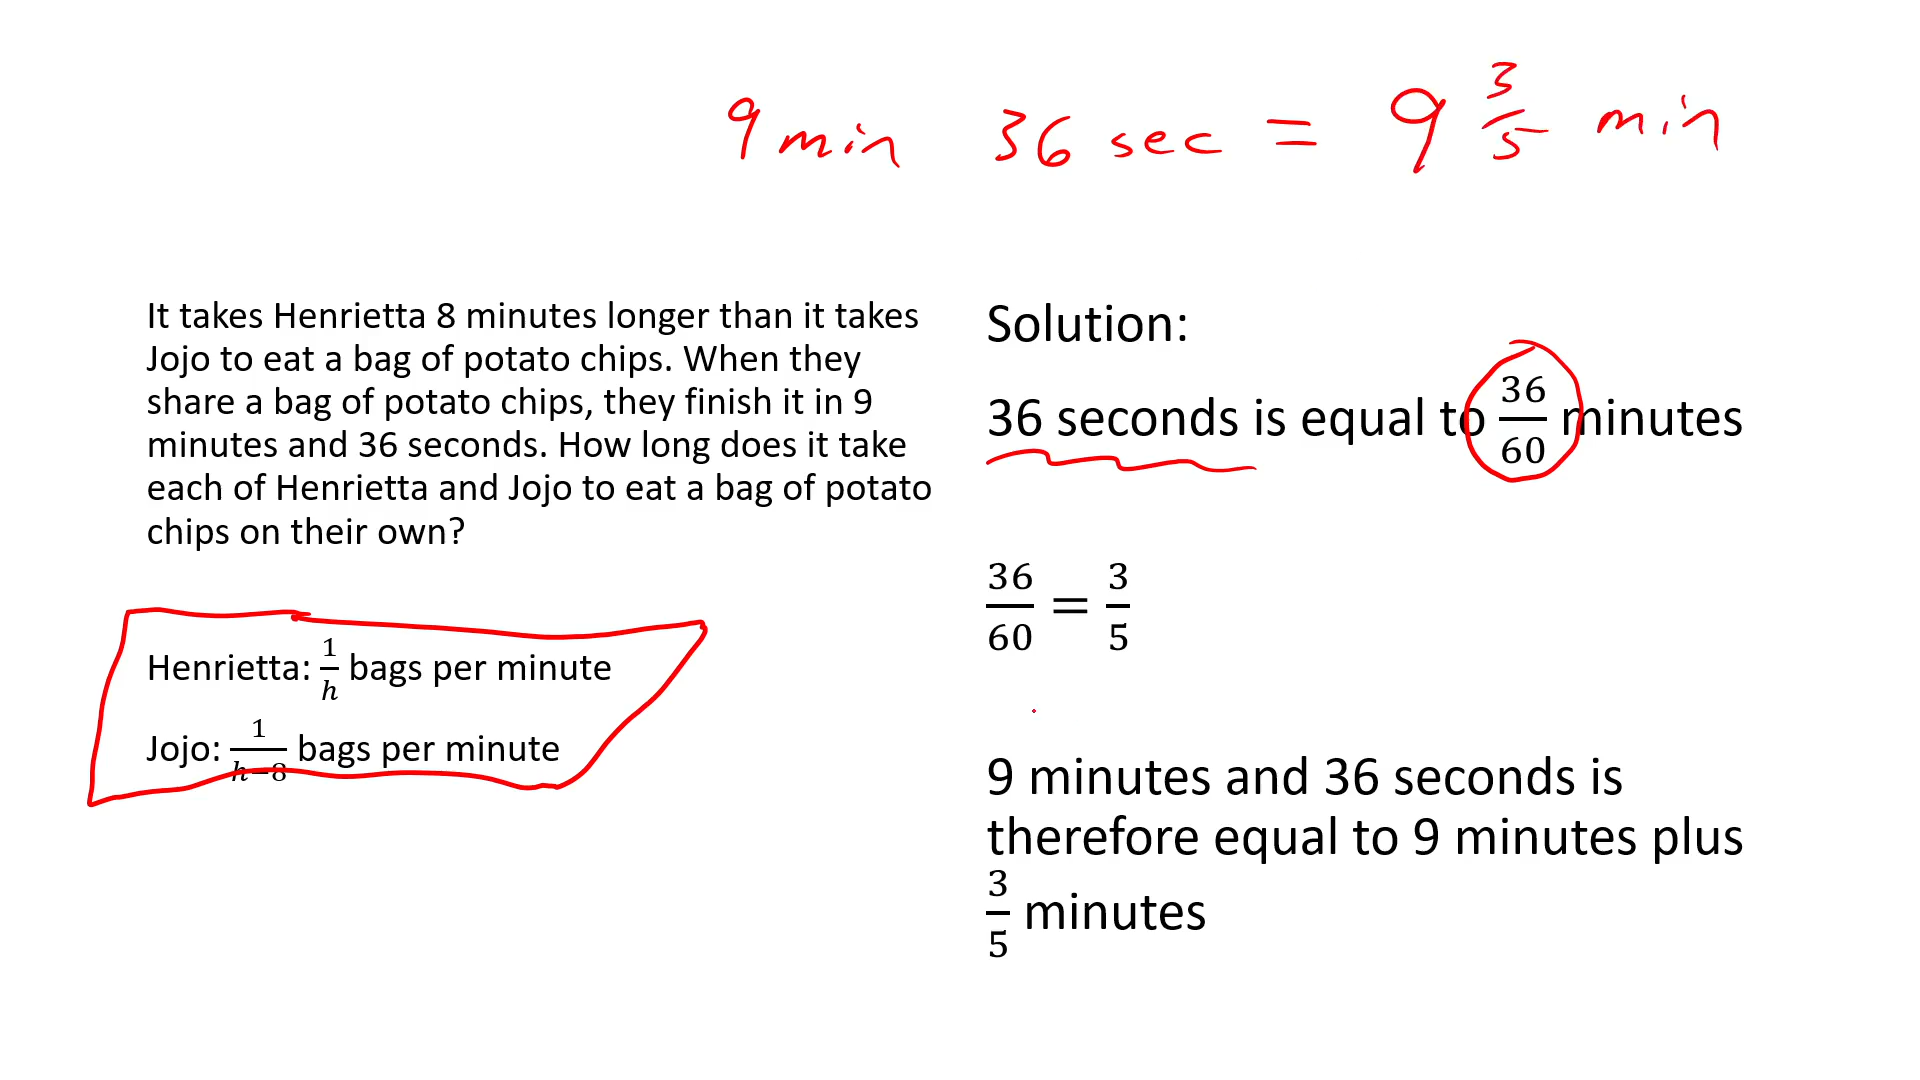 9 min 36 sec = 9 3/5 min
It takes Henrietta 8 minutes longer than it takes
Jojo to eat a bag of potato chips. When they
share a bag of potato chips, they finish it in 9
minutes and 36 seconds. How long does it take
each of Henrietta and Jojo to eat a bag of potato
chips on their own?
Henrietta: 1/h bags per minute
Jojo: 1/(h−8) bags per minute
Solution:
36 seconds is equal to 36/60 minutes
36/60 = 3/5
9 minutes and 36 seconds is
therefore equal to 9 minutes plus
3/5 minutes